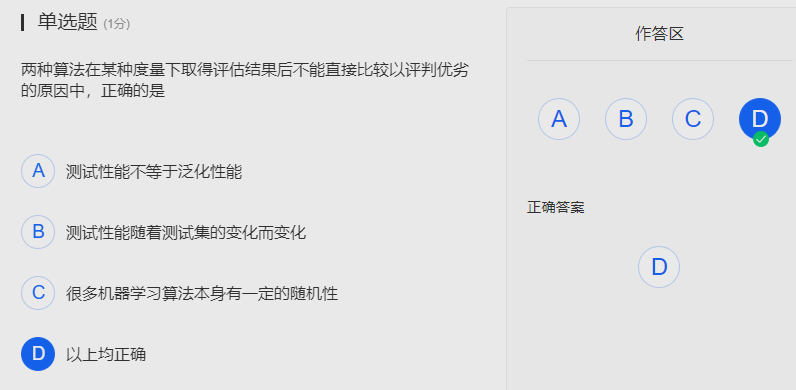 单选题 (1分)
两种算法在某种度量下取得评估结果后不能直接比较以评判优劣
的原因中，正确的是
A 测试性能不等于泛化性能
B 测试性能随着测试集的变化而变化
C 很多机器学习算法本身有一定的随机性
D 以上均正确
作答区
A B C D
正确答案
D